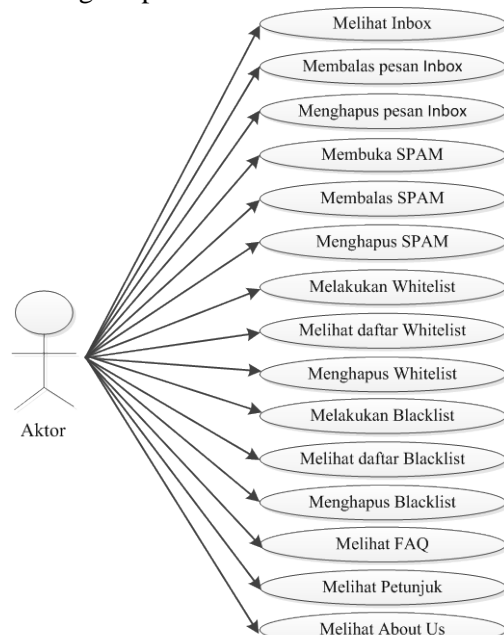 Melihat Inbox
Membalas pesan Inbox
Menghapus pesan Inbox
Membuka SPAM
Membalas SPAM
Menghapus SPAM
Melakukan Whitelist
Melihat daftar Whitelist
Menghapus Whitelist
Melakukan Blacklist
Melihat daftar Blacklist
Menghapus Blacklist
Melihat FAQ
Melihat Petunjuk
Melihat About Us
Aktor